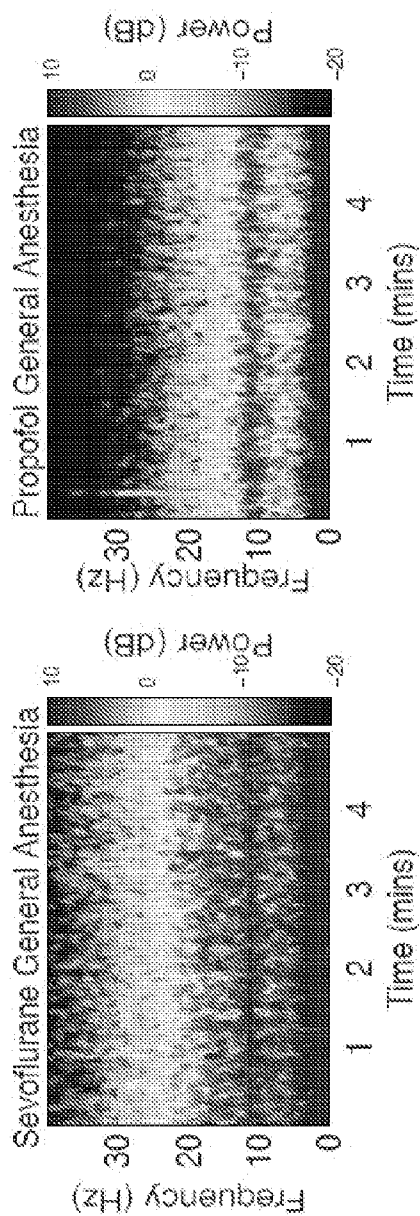 Sevoflurane General Anesthesia
Frequency (Hz)
30
20
10
0
1 2 3 4
Time (mins)
10
0
-10
-20
Power (dB)
Propofol General Anesthesia
Frequency (Hz)
30
20
10
0
1 2 3 4
Time (mins)
10
0
-10
-20
Power (dB)